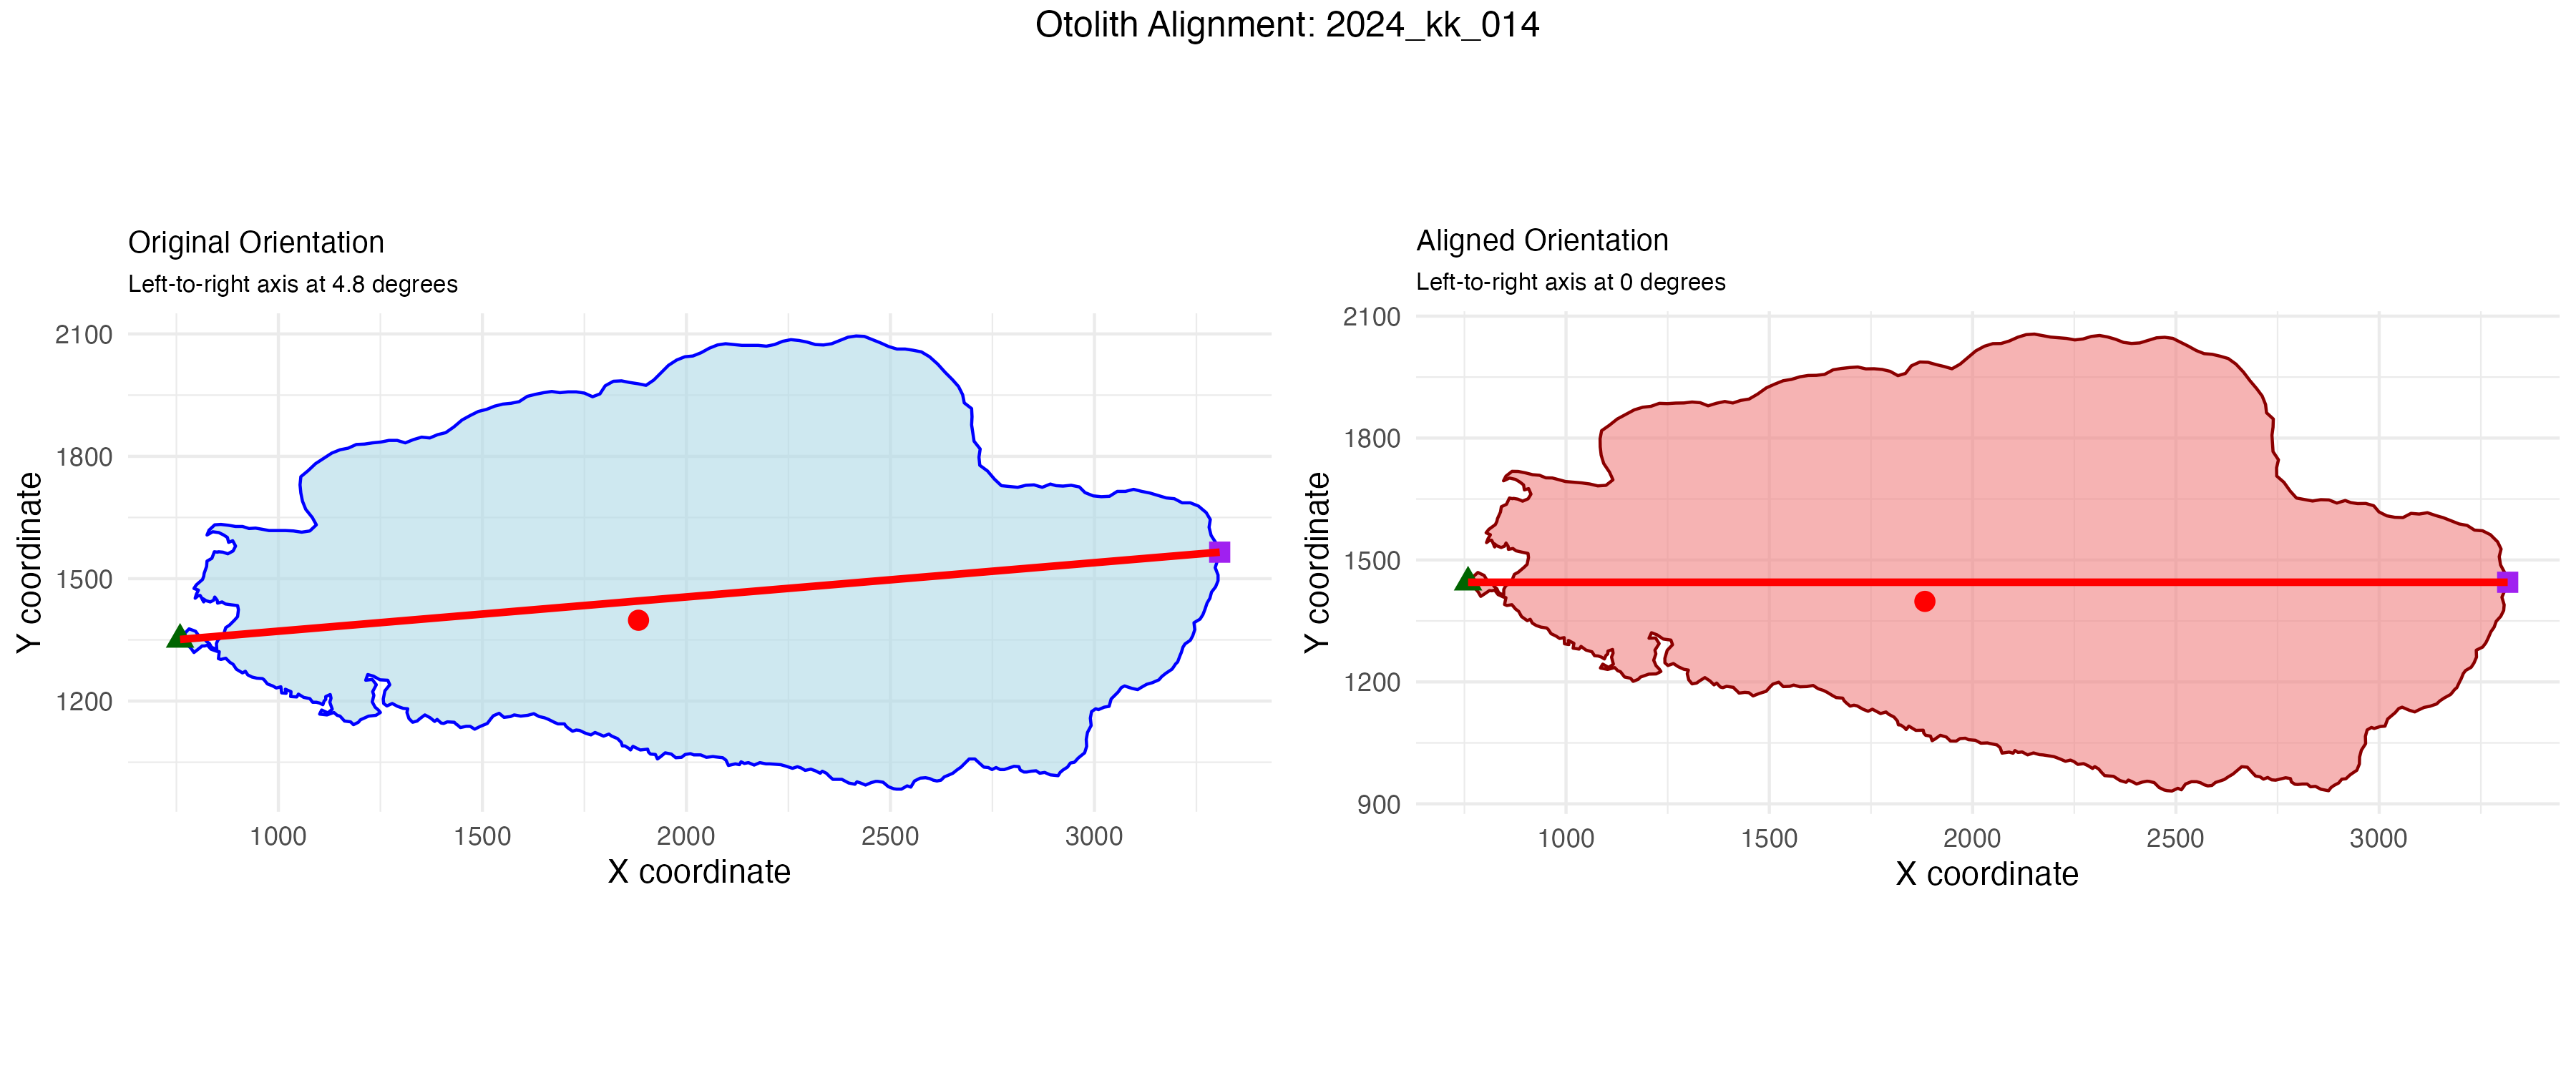 Otolith Alignment: 2024_kk_014
Original Orientation
Left-to-right axis at 4.8 degrees
2100
1800
1500
1200
Y coordinate
1000 1500 2000 2500 3000
X coordinate
Aligned Orientation
Left-to-right axis at 0 degrees
2100
1800
1500
1200
900
Y coordinate
1000 1500 2000 2500 3000
X coordinate